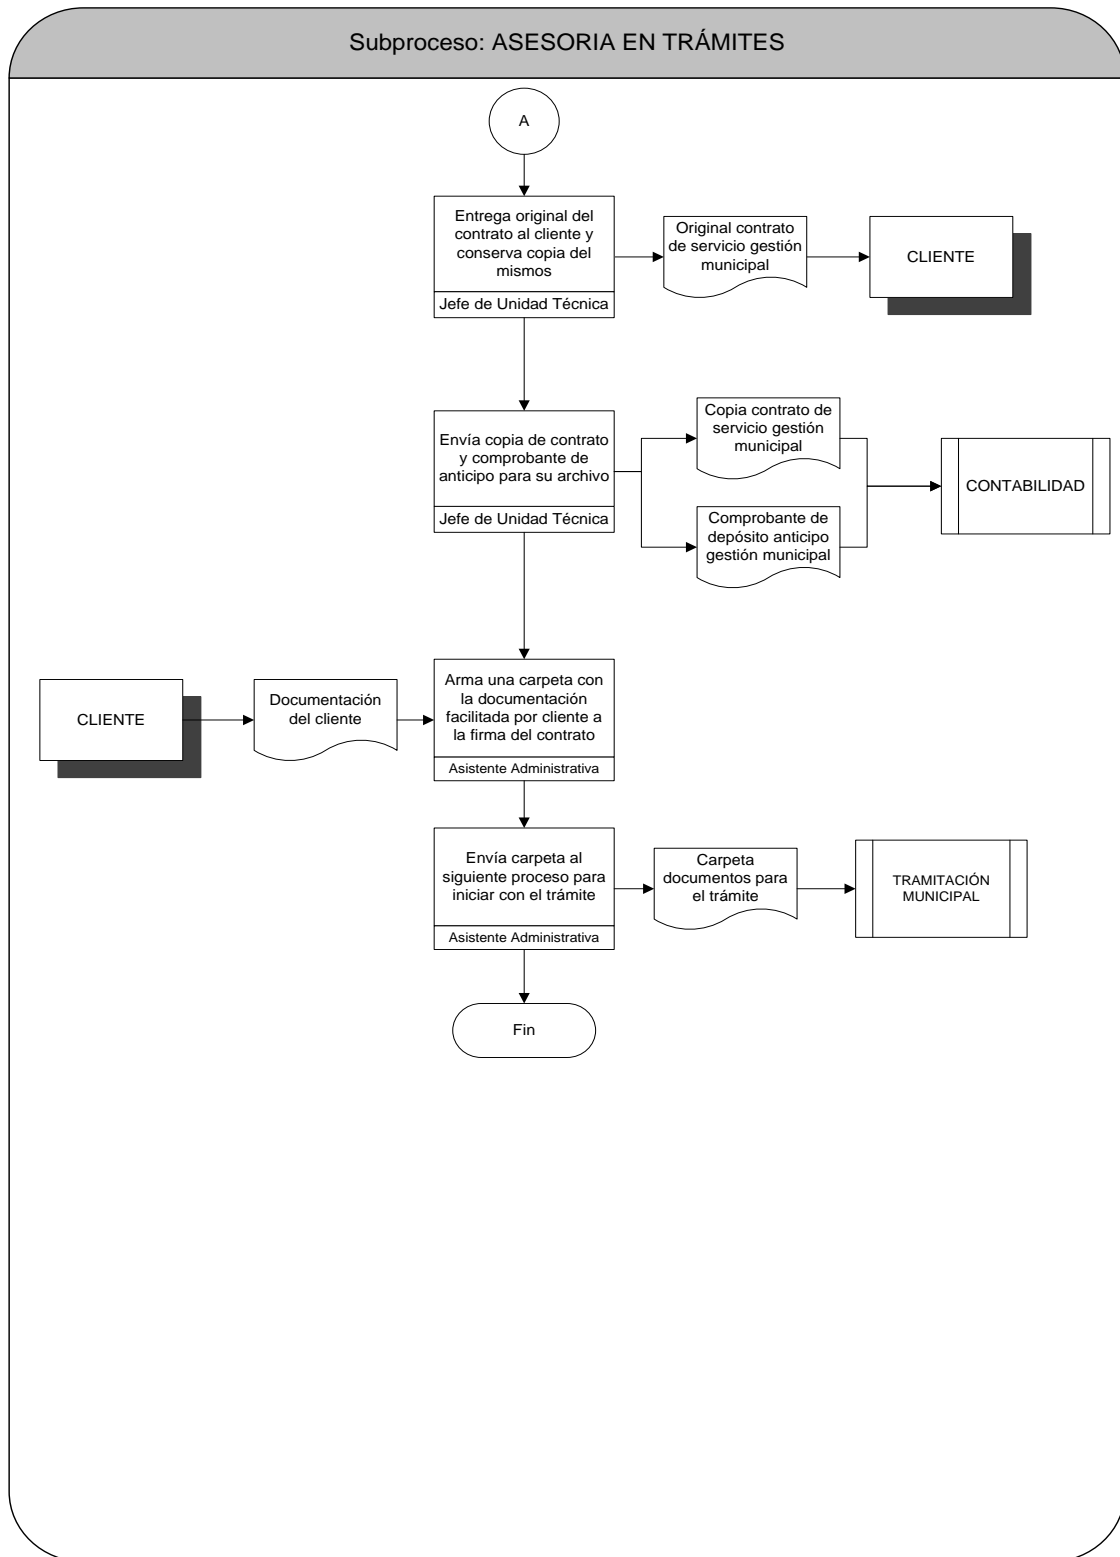 Subproceso: ASESORIA EN TRÁMITES
A
Entrega original del
contrato al cliente y
conserva copia del
mismos
Jefe de Unidad Técnica
Original contrato
de servicio gestión
municipal
CLIENTE
Envía copia de contrato
y comprobante de
anticipo para su archivo
Jefe de Unidad Técnica
Copia contrato de
servicio gestión
municipal
Comprobante de
depósito anticipo
gestión municipal
CONTABILIDAD
CLIENTE
Documentación
del cliente
Arma una carpeta con
la documentación
facilitada por cliente a
la firma del contrato
Asistente Administrativa
Envía carpeta al
siguiente proceso para
iniciar con el trámite
Asistente Administrativa
Carpeta
documentos para
el trámite
TRAMITACIÓN
MUNICIPAL
Fin